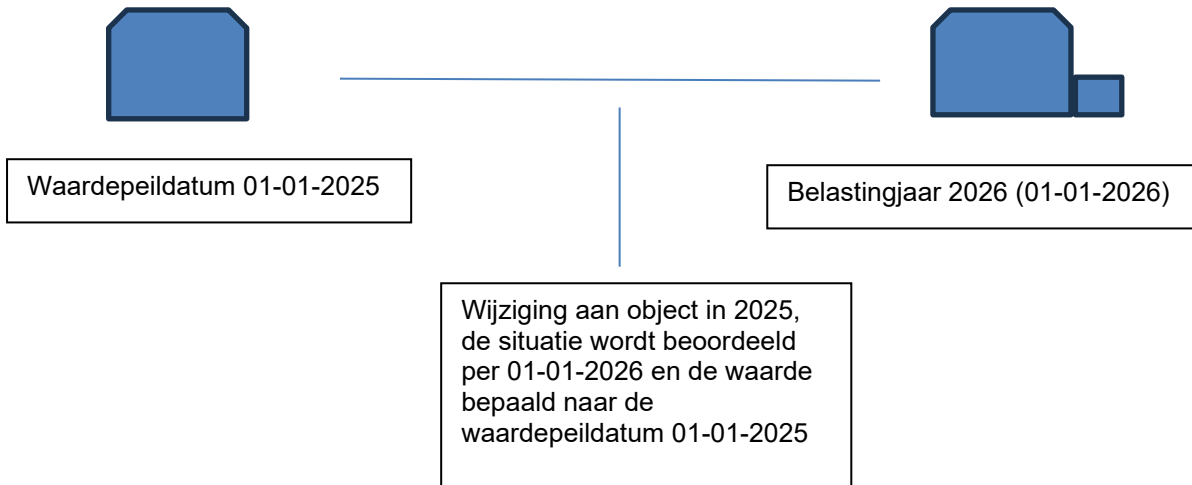 Waardepeildatum 01-01-2025
Belastingjaar 2026 (01-01-2026)
Wijziging aan object in 2025,
de situatie wordt beoordeeld
per 01-01-2026 en de waarde
bepaald naar de
waardepeildatum 01-01-2025